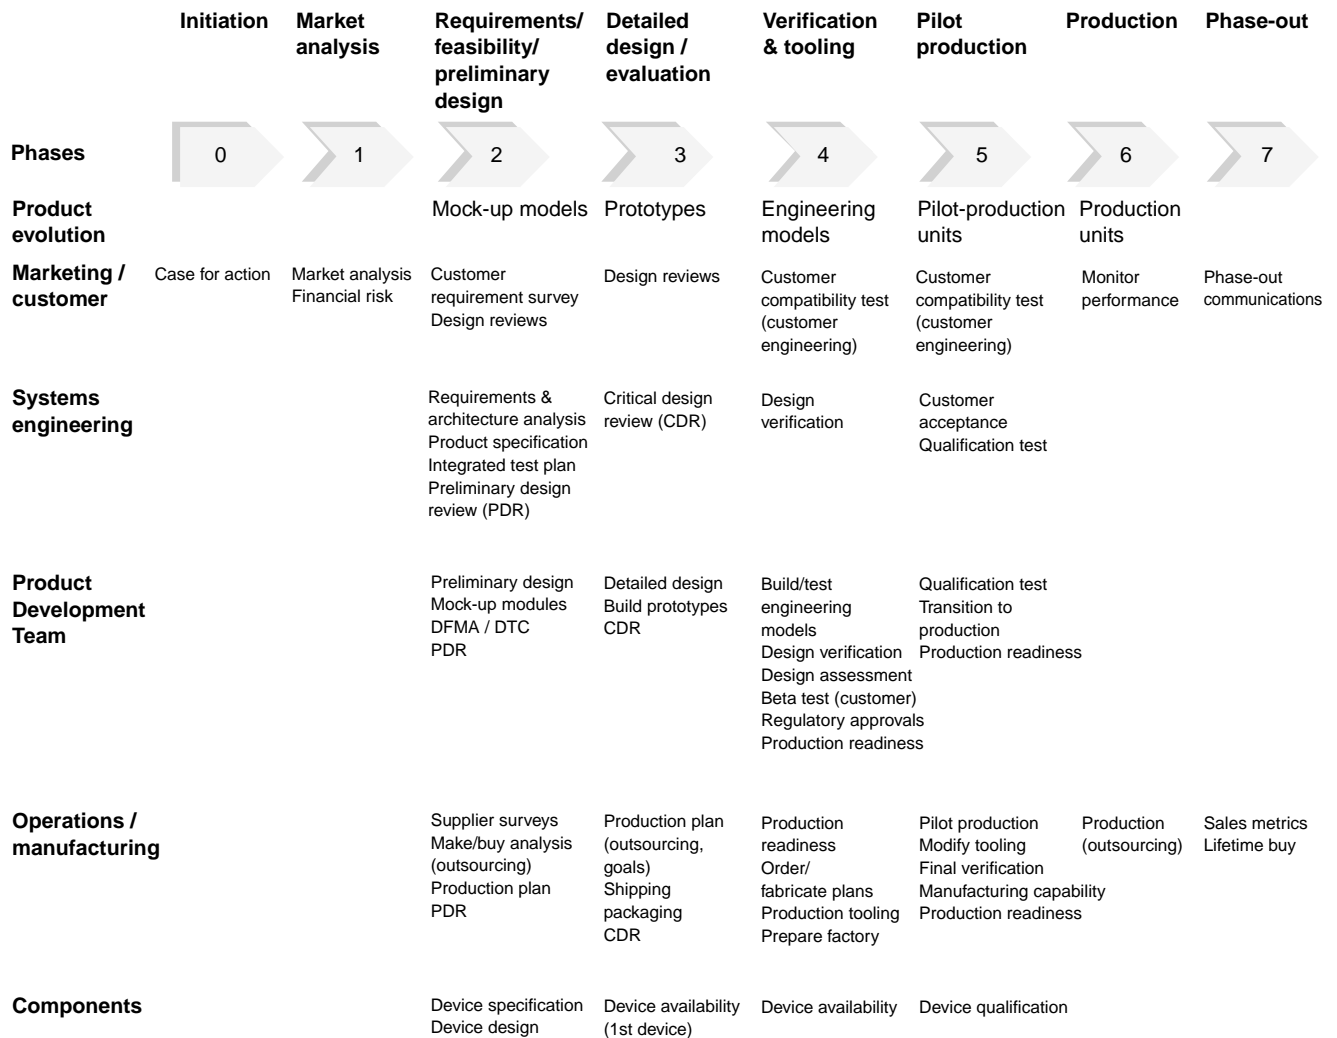 Initiation
Market
analysis
Requirements/
feasibility/
preliminary
design
Detailed
design /
evaluation
Verification
& tooling
Pilot
production
Production
Phase-out
Phases
0
1
2
3
4
5
6
7
Product
evolution
Mock-up models
Prototypes
Engineering
models
Pilot-production
units
Production
units
Marketing /
customer
Case for action
Market analysis
Financial risk
Customer
requirement survey
Design reviews
Design reviews
Customer
compatibility test
(customer
engineering)
Customer
compatibility test
(customer
engineering)
Monitor
performance
Phase-out
communications
Systems
engineering
Requirements &
architecture analysis
Product specification
Integrated test plan
Preliminary design
review (PDR)
Critical design
review (CDR)
Design
verification
Customer
acceptance
Qualification test
Product
Development
Team
Preliminary design
Mock-up modules
DFMA / DTC
PDR
Detailed design
Build prototypes
CDR
Build/test
engineering
models
Design verification
Design assessment
Beta test (customer)
Regulatory approvals
Production readiness
Qualification test
Transition to
production
Production readiness
Operations /
manufacturing
Supplier surveys
Make/buy analysis
(outsourcing)
Production plan
PDR
Production plan
(outsourcing,
goals)
Shipping
packaging
CDR
Production
readiness
Order/
fabricate plans
Production tooling
Prepare factory
Pilot production
Modify tooling
Final verification
Manufacturing capability
Production readiness
Production
(outsourcing)
Sales metrics
Lifetime buy
Components
Device specification
Device design
Device availability
(1st device)
Device availability
Device qualification